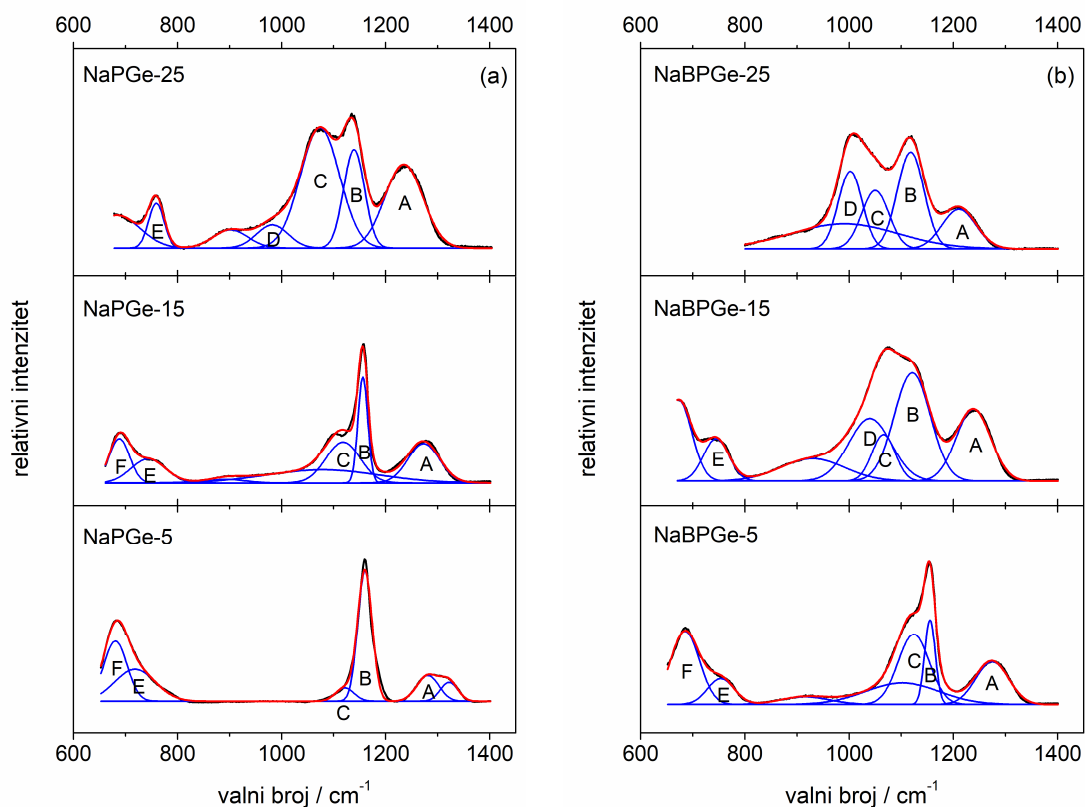 600 800 1000 1200 1400
NaPGe-25 (a)
E D C B A
NaPGe-15
F E C B A
NaPGe-5
F E C B A
600 800 1000 1200 1400
valni broj / cm⁻¹
relativni intenzitet
600 800 1000 1200 1400
NaBPGe-25 (b)
D C B A
NaBPGe-15
E D C B A
NaBPGe-5
F E C B A
600 800 1000 1200 1400
valni broj / cm⁻¹
relativni intenzitet